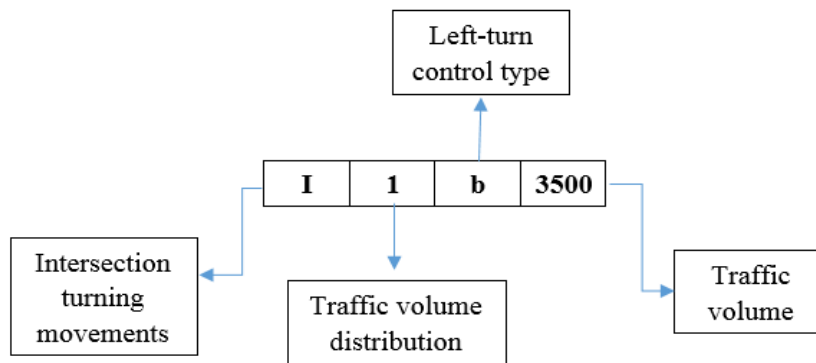 Left-turn
control type
I 1 b 3500
Intersection
turning
movements
Traffic volume
distribution
Traffic
volume